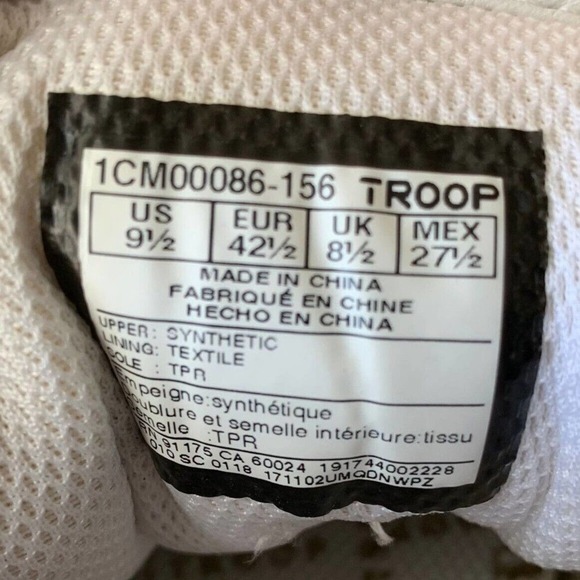 1CM00086-156 TROOP
US EUR UK MEX
9½ 42½ 8½ 27½
MADE IN CHINA
FABRIQUÉ EN CHINE
HECHO EN CHINA
UPPER: SYNTHETIC
LINING: TEXTILE
SOLE : TPR
Empeigne:synthétique
Doublure et semelle intérieure:tissu
Semelle :TPR
RN 91175 CA 60024 191744002228
010 SC 0118 171102UMQDNWPZ